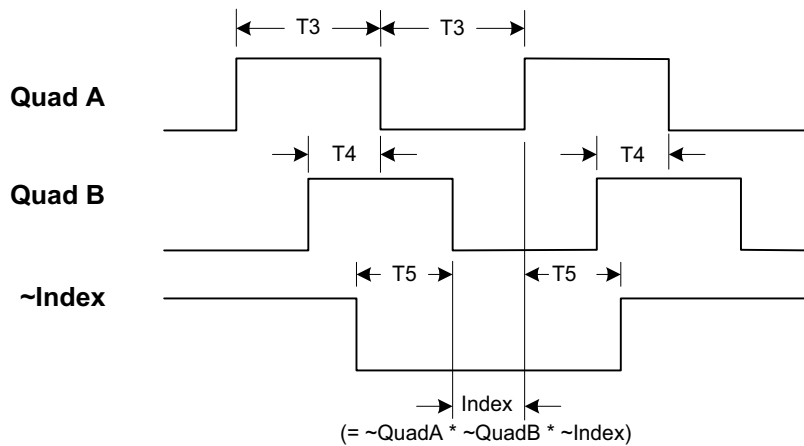 T3 T3
Quad A
T4 T4
Quad B
T5 T5
~Index
Index
(= ~QuadA * ~QuadB * ~Index)